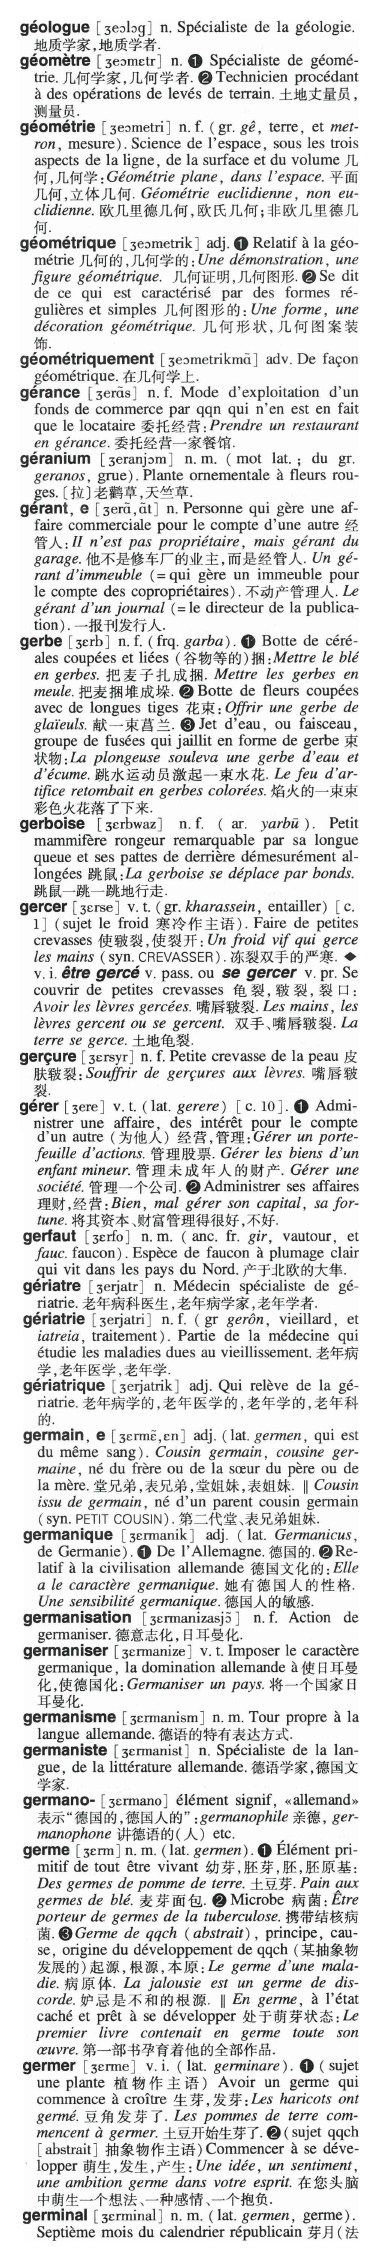 géologue [ʒeɔlɔg] n. Spécialiste de la géologie.
地质学家,地质学者.
géomètre [ʒeɔmɛtr] n. ❶ Spécialiste de géomé-
trie. 几何学家,几何学者. ❷ Technicien procédant
à des opérations de levés de terrain. 土地丈量员,
测量员.
géométrie [ʒeɔmetri] n. f. (gr. gê, terre, et met-
ron, mesure). Science de l'espace, sous les trois
aspects de la ligne, de la surface et du volume 几
何,几何学: Géométrie plane, dans l'espace. 平面
几何,立体几何. Géométrie euclidienne, non eu-
clidienne. 欧几里德几何,欧氏几何;非欧几里德几
何.
géométrique [ʒeɔmetrik] adj. ❶ Relatif à la géo-
métrie 几何的,几何学的: Une démonstration, une
figure géométrique. 几何证明,几何图形. ❷ Se dit
de ce qui est caractérisé par des formes ré-
gulières et simples 几何图形的: Une forme, une
décoration géométrique. 几何形状,几何图案装
饰.
géométriquement [ʒeɔmetrikmɑ̃] adv. De façon
géométrique. 在几何学上.
gérance [ʒerɑ̃s] n. f. Mode d'exploitation d'un
fonds de commerce par qqn qui n'en est en fait
que le locataire 委托经营: Prendre un restaurant
en gérance. 委托经营一家餐馆.
géranium [ʒeranjɔm] n. m. (mot lat.; du gr.
geranos, grue). Plante ornementale à fleurs rou-
ges. [拉]老鹳草,天竺草.
gérant, e [ʒerɑ̃,ɑ̃t] n. Personne qui gère une af-
faire commerciale pour le compte d'une autre 经
管人: Il n'est pas propriétaire, mais gérant du
garage. 他不是修车厂的业主,而是经管人. Un gé-
rant d'immeuble (= qui gère un immeuble pour
le compte des copropriétaires). 不动产管理人. Le
gérant d'un journal (= le directeur de la publica-
tion). 一报刊发行人.
gerbe [ʒɛrb] n. f. (frq. garba). ❶ Botte de céré-
ales coupées et liées (谷物等的)捆: Mettre le blé
en gerbes. 把麦子扎成捆. Mettre les gerbes en
meule. 把麦捆堆成垛. ❷ Botte de fleurs coupées
avec de longues tiges 花束: Offrir une gerbe de
glaïeuls. 献一束菖兰. ❸ Jet d'eau, ou faisceau,
groupe de fusées qui jaillit en forme de gerbe 束
状物: La plongeuse souleva une gerbe d'eau et
d'écume. 跳水运动员激起一束水花. Le feu d'ar-
tifice retombait en gerbes colorées. 焰火的一束束
彩色火花落了下来.
gerboise [ʒɛrbwaz] n. f. (ar. yarbū). Petit
mammifère rongeur remarquable par sa longue
queue et ses pattes de derrière démesurément al-
longées 跳鼠: La gerboise se déplace par bonds.
跳鼠一跳一跳地行走.
gercer [ʒɛrse] v. t. (gr. kharassein, entailler) [c.
1] (sujet le froid 寒冷作主语). Faire de petites
crevasses 使皲裂,使裂开: Un froid vif qui gerce
les mains (syn. CREVASSER). 冻裂双手的严寒. ◆
v. i. être gercé v. pass. ou se gercer v. pr. Se
couvrir de petites crevasses 龟裂,皲裂,裂口:
Avoir les lèvres gercées. 嘴唇皲裂. Les mains, les
lèvres gercent ou se gercent. 双手、嘴唇皲裂. La
terre se gerce. 土地龟裂.
gerçure [ʒɛrsyr] n. f. Petite crevasse de la peau 皮
肤皲裂: Souffrir de gerçures aux lèvres. 嘴唇皲
裂.
gérer [ʒere] v. t. (lat. gerere) [c. 10]. ❶ Admi-
nistrer une affaire, des intérêt pour le compte
d'un autre (为他人) 经营,管理: Gérer un porte-
feuille d'actions. 管理股票. Gérer les biens d'un
enfant mineur. 管理未成年人的财产. Gérer une
société. 管理一个公司. ❷ Administrer ses affaires
理财,经营: Bien, mal gérer son capital, sa for-
tune. 将其资本、财富管理得很好,不好.
gerfaut [ʒɛrfo] n. m. (anc. fr. gir, vautour, et
fauc. faucon). Espèce de faucon à plumage clair
qui vit dans les pays du Nord. 产于北欧的大隼.
gériatre [ʒerjatr] n. Médecin spécialiste de gé-
riatrie. 老年病科医生,老年病学家,老年学者.
gériatrie [ʒerjatri] n. f. (gr gerôn, vieillard, et
iatreia, traitement). Partie de la médecine qui
étudie les maladies dues au vieillissement. 老年病
学,老年医学,老年学.
gériatrique [ʒerjatrik] adj. Qui relève de la gé-
riatrie. 老年病学的,老年医学的,老年学的,老年科
的.
germain, e [ʒɛrmɛ̃,ɛn] adj. (lat. germen, qui est
du même sang). Cousin germain, cousine ger-
maine, né du frère ou de la sœur du père ou de
la mère. 堂兄弟,表兄弟,堂姐妹,表姐妹. ‖ Cousin
issu de germain, né d'un parent cousin germain
(syn. PETIT COUSIN). 第二代堂、表兄弟姐妹.
germanique [ʒɛrmanik] adj. (lat. Germanicus,
de Germanie). ❶ De l'Allemagne. 德国的. ❷ Re-
latif à la civilisation allemande 德国文化的: Elle
a le caractère germanique. 她有德国人的性格.
Une sensibilité germanique. 德国人的敏感.
germanisation [ʒɛrmanizasjɔ̃] n. f. Action de
germaniser. 德意志化,日耳曼化.
germaniser [ʒɛrmanize] v. t. Imposer le caractère
germanique, la domination allemande à 使日耳曼
化,使德国化: Germaniser un pays. 将一个国家日
耳曼化.
germanisme [ʒɛrmanism] n. m. Tour propre à la
langue allemande. 德语的特有表达方式.
germaniste [ʒɛrmanist] n. Spécialiste de la lan-
gue, de la littérature allemande. 德语学家,德国文
学家.
germano- [ʒɛrmano] élément signif, «allemand»
表示“德国的,德国人的”: germanophile 亲德, ger-
manophone 讲德语的(人) etc.
germe [ʒɛrm] n. m. (lat. germen). ❶ Élément pri-
mitif de tout être vivant 幼芽,胚芽,胚,胚原基:
Des germes de pomme de terre. 土豆芽. Pain aux
germes de blé. 麦芽面包. ❷ Microbe 病菌: Être
porteur de germes de la tuberculose. 携带结核病
菌. ❸ Germe de qqch (abstrait), principe, cau-
se, origine du développement de qqch (某抽象物
发展的)起源,根源,本原: Le germe d'une mala-
die. 病原体. La jalousie est un germe de dis-
corde. 妒忌是不和的根源. ‖ En germe, à l'état
caché et prêt à se développer 处于萌芽状态: Le
premier livre contenait en germe toute son
œuvre. 第一部书孕育着他的全部作品.
germer [ʒɛrme] v. i. (lat. germinare). ❶ (sujet
une plante 植物作主语) Avoir un germe qui
commence à croître 生芽,发芽: Les haricots ont
germé. 豆角发芽了. Les pommes de terre com-
mencent à germer. 土豆开始生芽了. ❷ (sujet qqch
[abstrait] 抽象物作主语) Commencer à se déve-
lopper 萌生,发生,产生: Une idée, un sentiment,
une ambition germe dans votre esprit. 在您头脑
中萌生一个想法、一种感情、一个抱负.
germinal [ʒɛrminal] n. m. (lat. germen, germe).
Septième mois du calendrier républicain 芽月(法